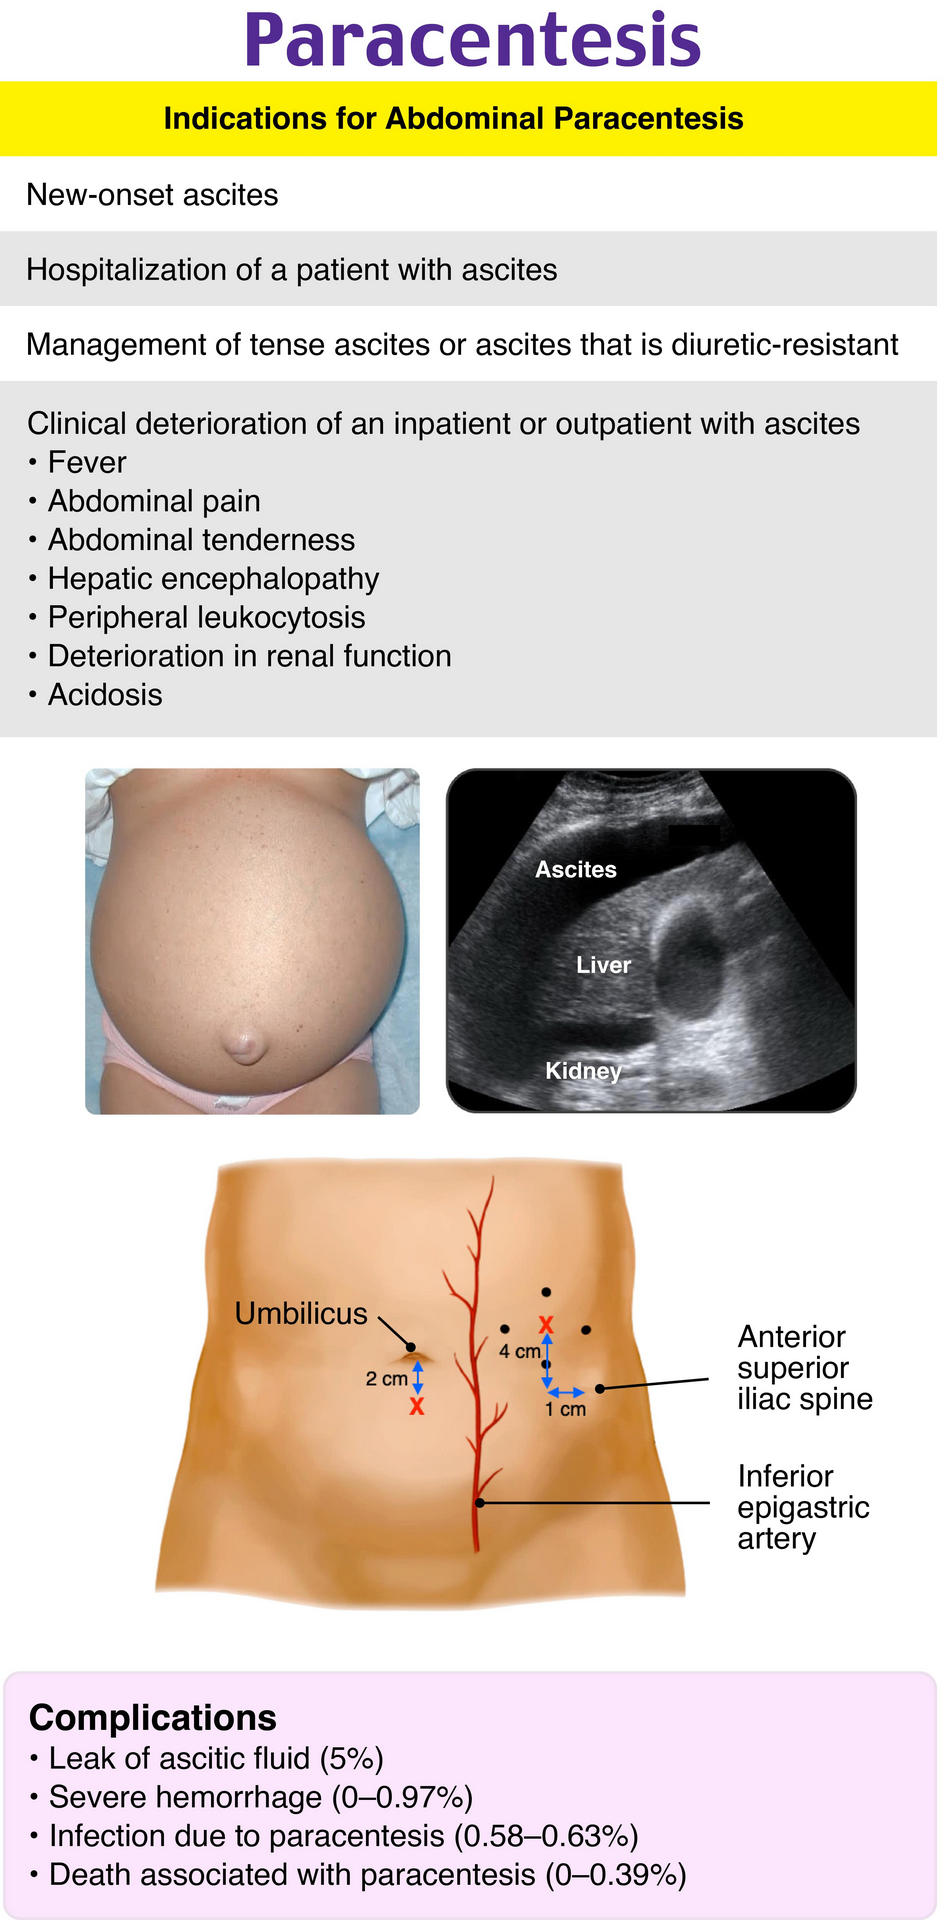 Paracentesis
Indications for Abdominal Paracentesis
New-onset ascites
Hospitalization of a patient with ascites
Management of tense ascites or ascites that is diuretic-resistant
Clinical deterioration of an inpatient or outpatient with ascites
• Fever
• Abdominal pain
• Abdominal tenderness
• Hepatic encephalopathy
• Peripheral leukocytosis
• Deterioration in renal function
• Acidosis
Ascites
Liver
Kidney
Umbilicus
2 cm
X
X
4 cm
1 cm
Anterior
superior
iliac spine
Inferior
epigastric
artery
Complications
• Leak of ascitic fluid (5%)
• Severe hemorrhage (0–0.97%)
• Infection due to paracentesis (0.58–0.63%)
• Death associated with paracentesis (0–0.39%)